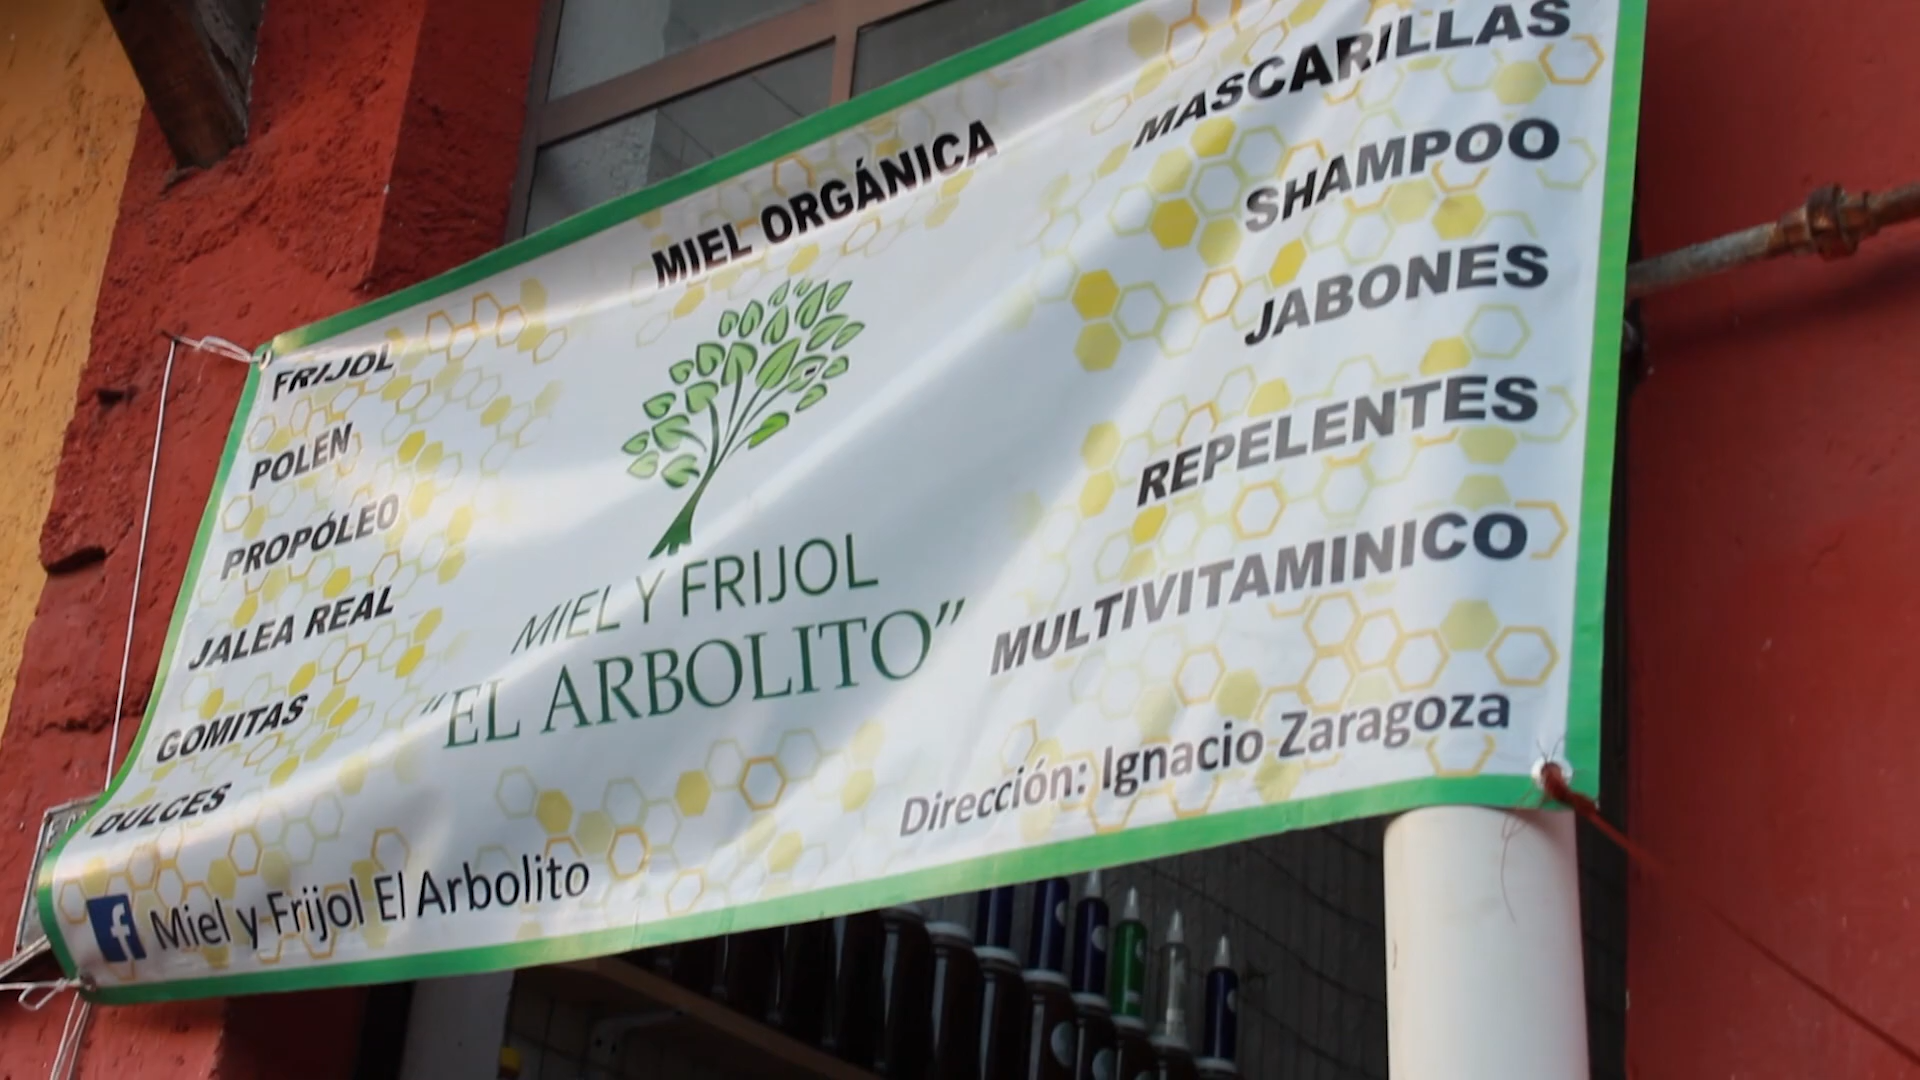 MIEL ORGÁNICA
FRIJOL
POLEN
PROPÓLEO
JALEA REAL
GOMITAS
DULCES
MIEL Y FRIJOL
"EL ARBOLITO"
MASCARILLAS
SHAMPOO
JABONES
REPELENTES
MULTIVITAMINICO
Dirección: Ignacio Zaragoza
f Miel y Frijol El Arbolito